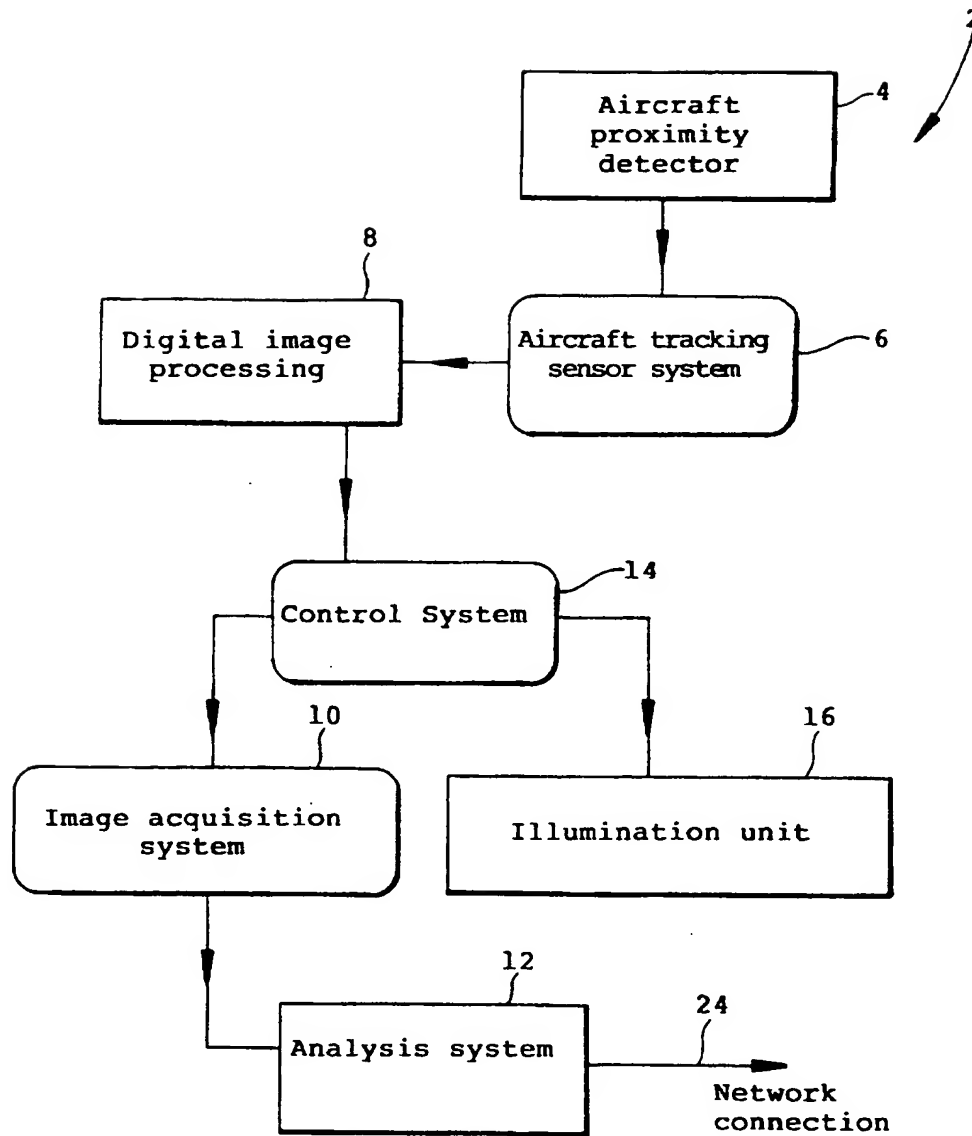 2
Aircraft
proximity
detector
4
8
Digital image
processing
Aircraft tracking
sensor system
6
Control System
14
10
Image acquisition
system
16
Illumination unit
12
Analysis system
24
Network
connection